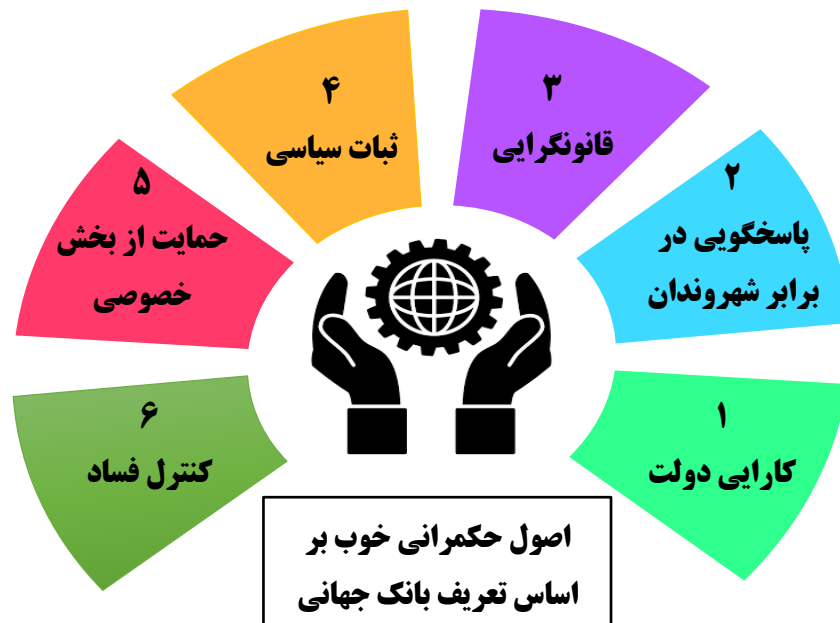 ۱
کارایی دولت
۲
پاسخگویی در
برابر شهروندان
۳
قانونگرایی
۴
ثبات سیاسی
۵
حمایت از بخش
خصوصی
۶
کنترل فساد
اصول حکمرانی خوب بر
اساس تعریف بانک جهانی